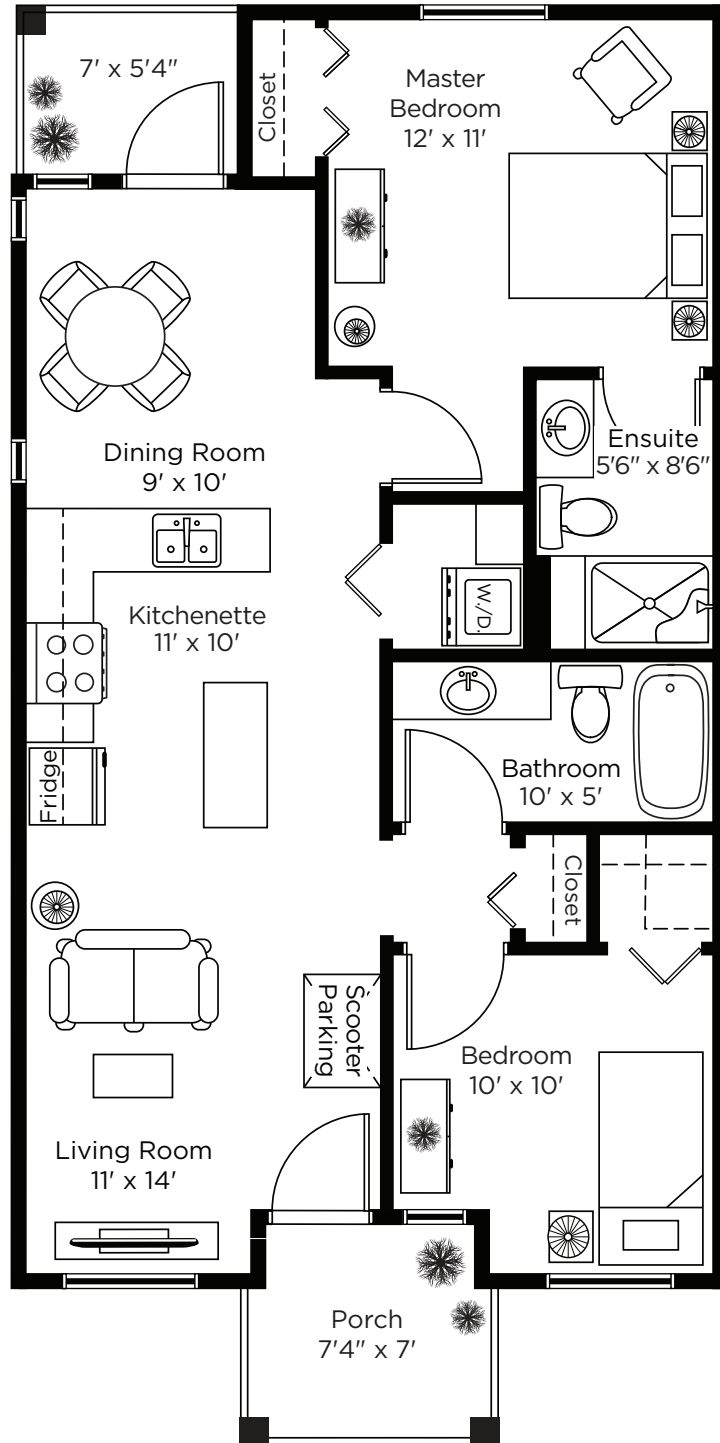 7' x 5'4"
Closet
Master
Bedroom
12' x 11'
Dining Room
9' x 10'
Ensuite
5'6" x 8'6"
Kitchenette
11' x 10'
W./D.
Fridge
Bathroom
10' x 5'
Closet
Scooter
Parking
Bedroom
10' x 10'
Living Room
11' x 14'
Porch
7'4" x 7'